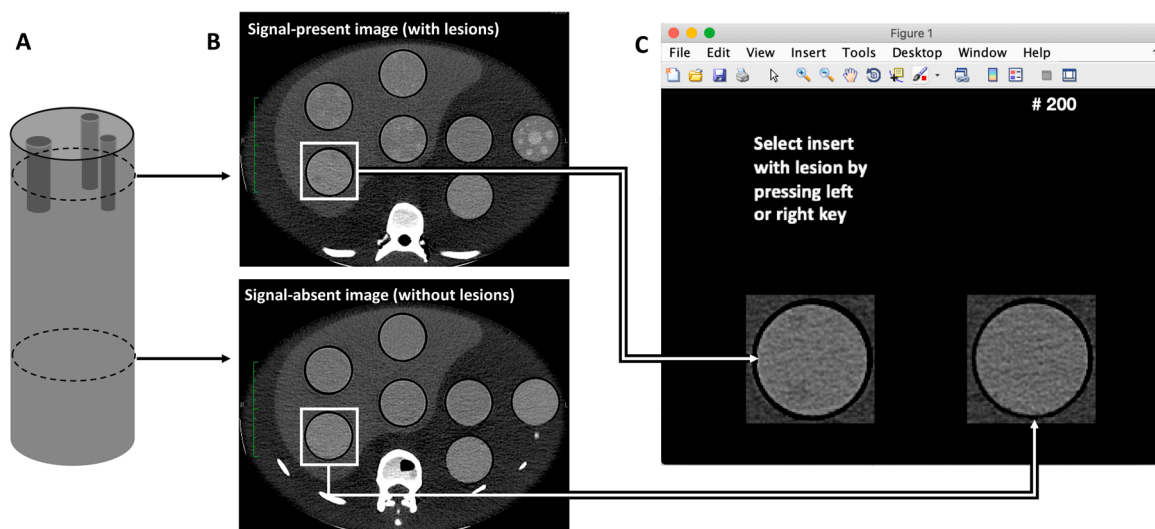 A
B
Signal-present image (with lesions)
R
L
Signal-absent image (without lesions)
R
L
C
Figure 1
File Edit View Insert Tools Desktop Window Help
# 200
Select insert
with lesion by
pressing left
or right key